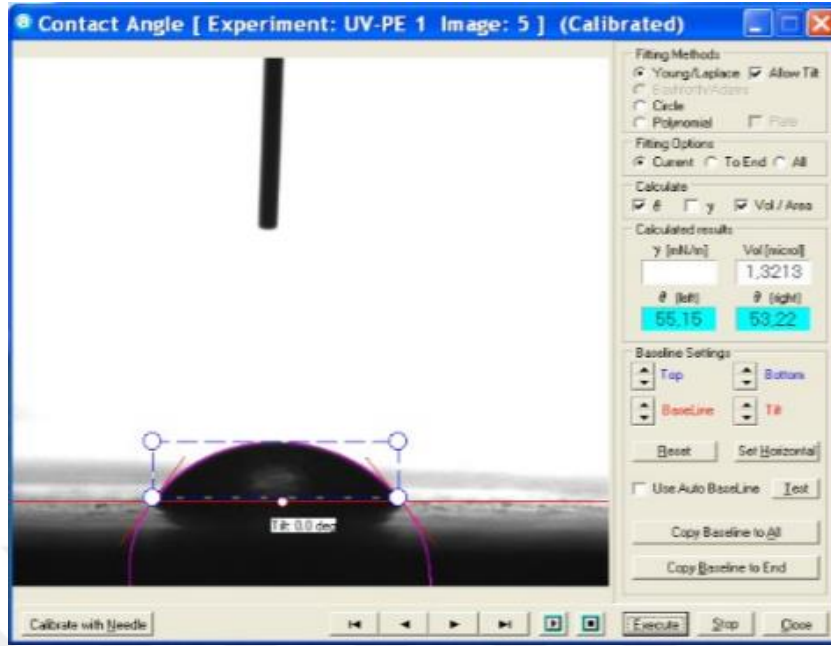 Contact Angle [ Experiment: UV-PE 1 Image: 5 ] (Calibrated)
Fitting Methods
Young/Laplace Allow Tilt
Bashforth/Adams
Circle
Polynomial
Fitting Options
Current To End All
Calculate
θ γ Vol / Area
Calculated results
γ [mN/m] Vol [microl]
1,3213
θ [left] θ [right]
55,15 53,22
Baseline Settings
Top Bottom
BaseLine Tilt
Reset Set Horizontal
Use Auto BaseLine Test
Copy Baseline to All
Copy Baseline to End
Tilt: 0.0 deg
Calibrate with Needle Execute Stop Close